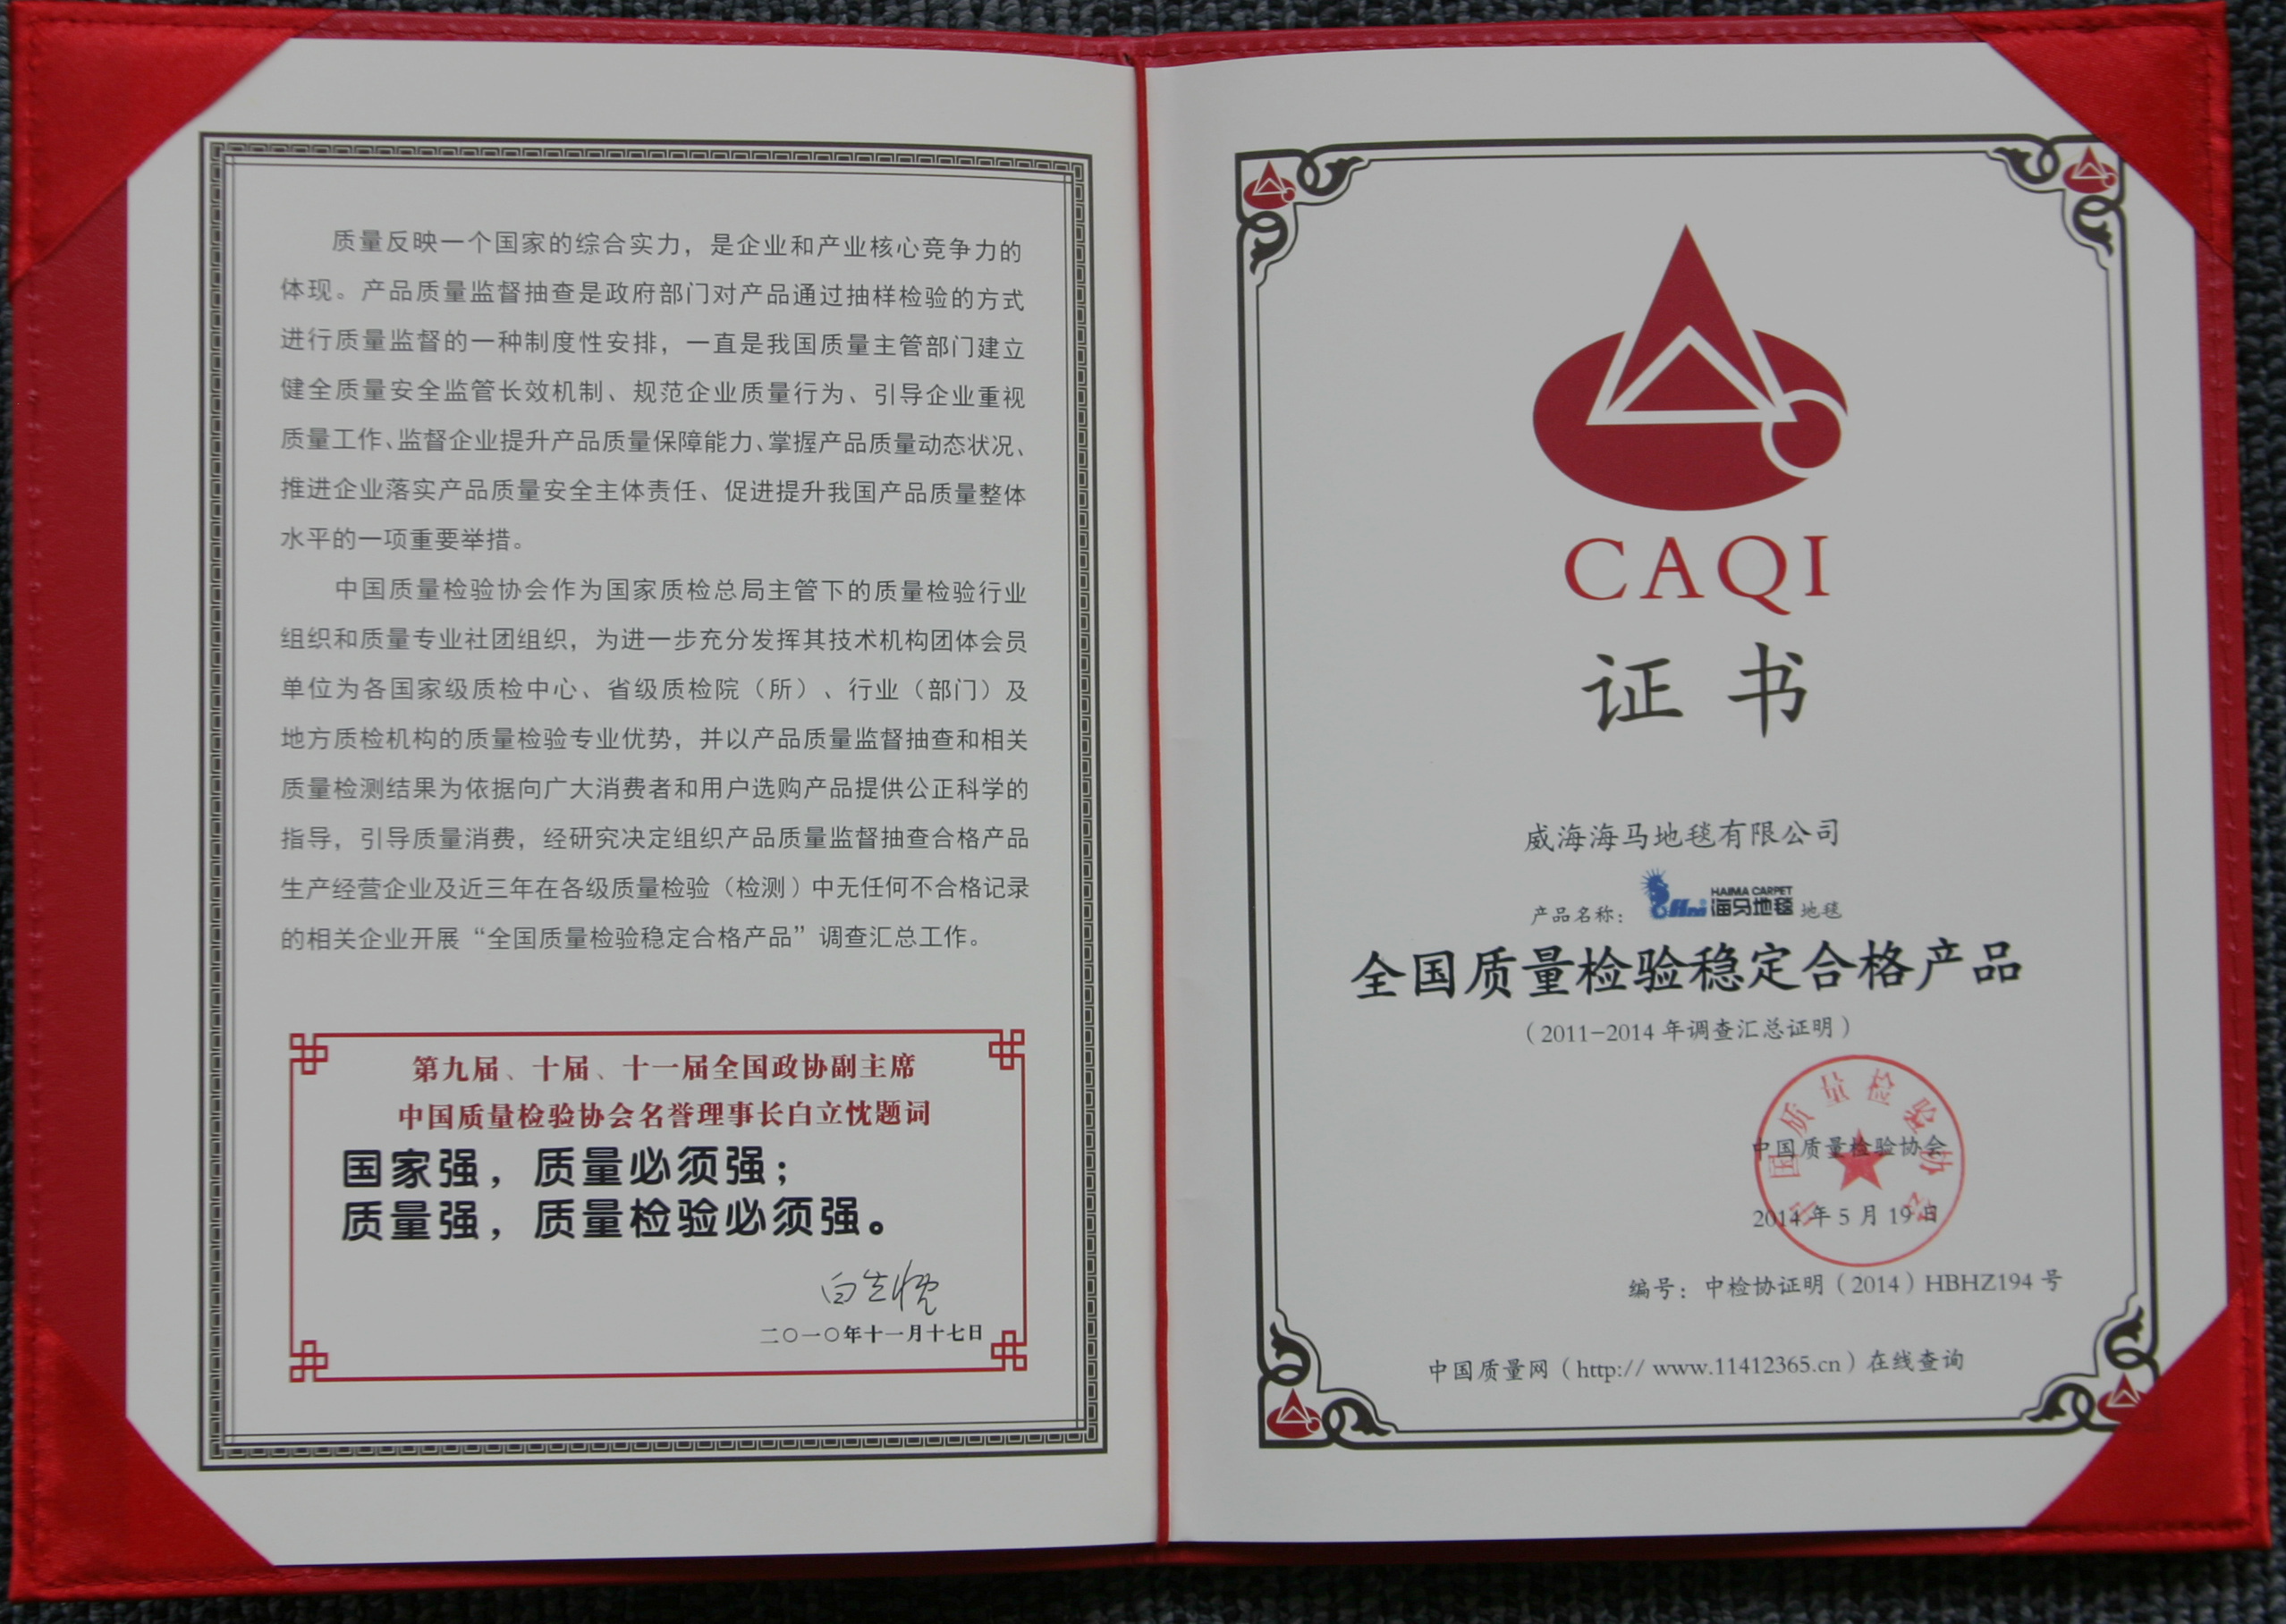 质量反映一个国家的综合实力，是企业和产业核心竞争力的
体现。产品质量监督抽查是政府部门对产品通过抽样检验的方式
进行质量监督的一种制度性安排，一直是我国质量主管部门建立
健全质量安全监管长效机制、规范企业质量行为、引导企业重视
质量工作、监督企业提升产品质量保障能力、掌握产品质量动态状况、
推进企业落实产品质量安全主体责任、促进提升我国产品质量整体
水平的一项重要举措。
中国质量检验协会作为国家质检总局主管下的质量检验行业
组织和质量专业社团组织，为进一步充分发挥其技术机构团体会员
单位为各国家级质检中心、省级质检院（所）、行业（部门）及
地方质检机构的质量检验专业优势，并以产品质量监督抽查和相关
质量检测结果为依据向广大消费者和用户选购产品提供公正科学的
指导，引导质量消费，经研究决定组织产品质量监督抽查合格产品
生产经营企业及近三年在各级质量检验（检测）中无任何不合格记录
的相关企业开展“全国质量检验稳定合格产品”调查汇总工作。
第九届、十届、十一届全国政协副主席
中国质量检验协会名誉理事长白立忱题词
国家强，质量必须强；
质量强，质量检验必须强。
白立忱
二〇一〇年十一月十七日
CAQI
证书
威海海马地毯有限公司
产品名称： HAIMA CARPET 海马地毯 地毯
全国质量检验稳定合格产品
（2011-2014 年调查汇总证明）
中国质量检验协会
中国质量检验协会
2014 年 5 月 19 日
编号：中检协证明（2014）HBHZ194 号
中国质量网（http:// www.11412365.cn）在线查询